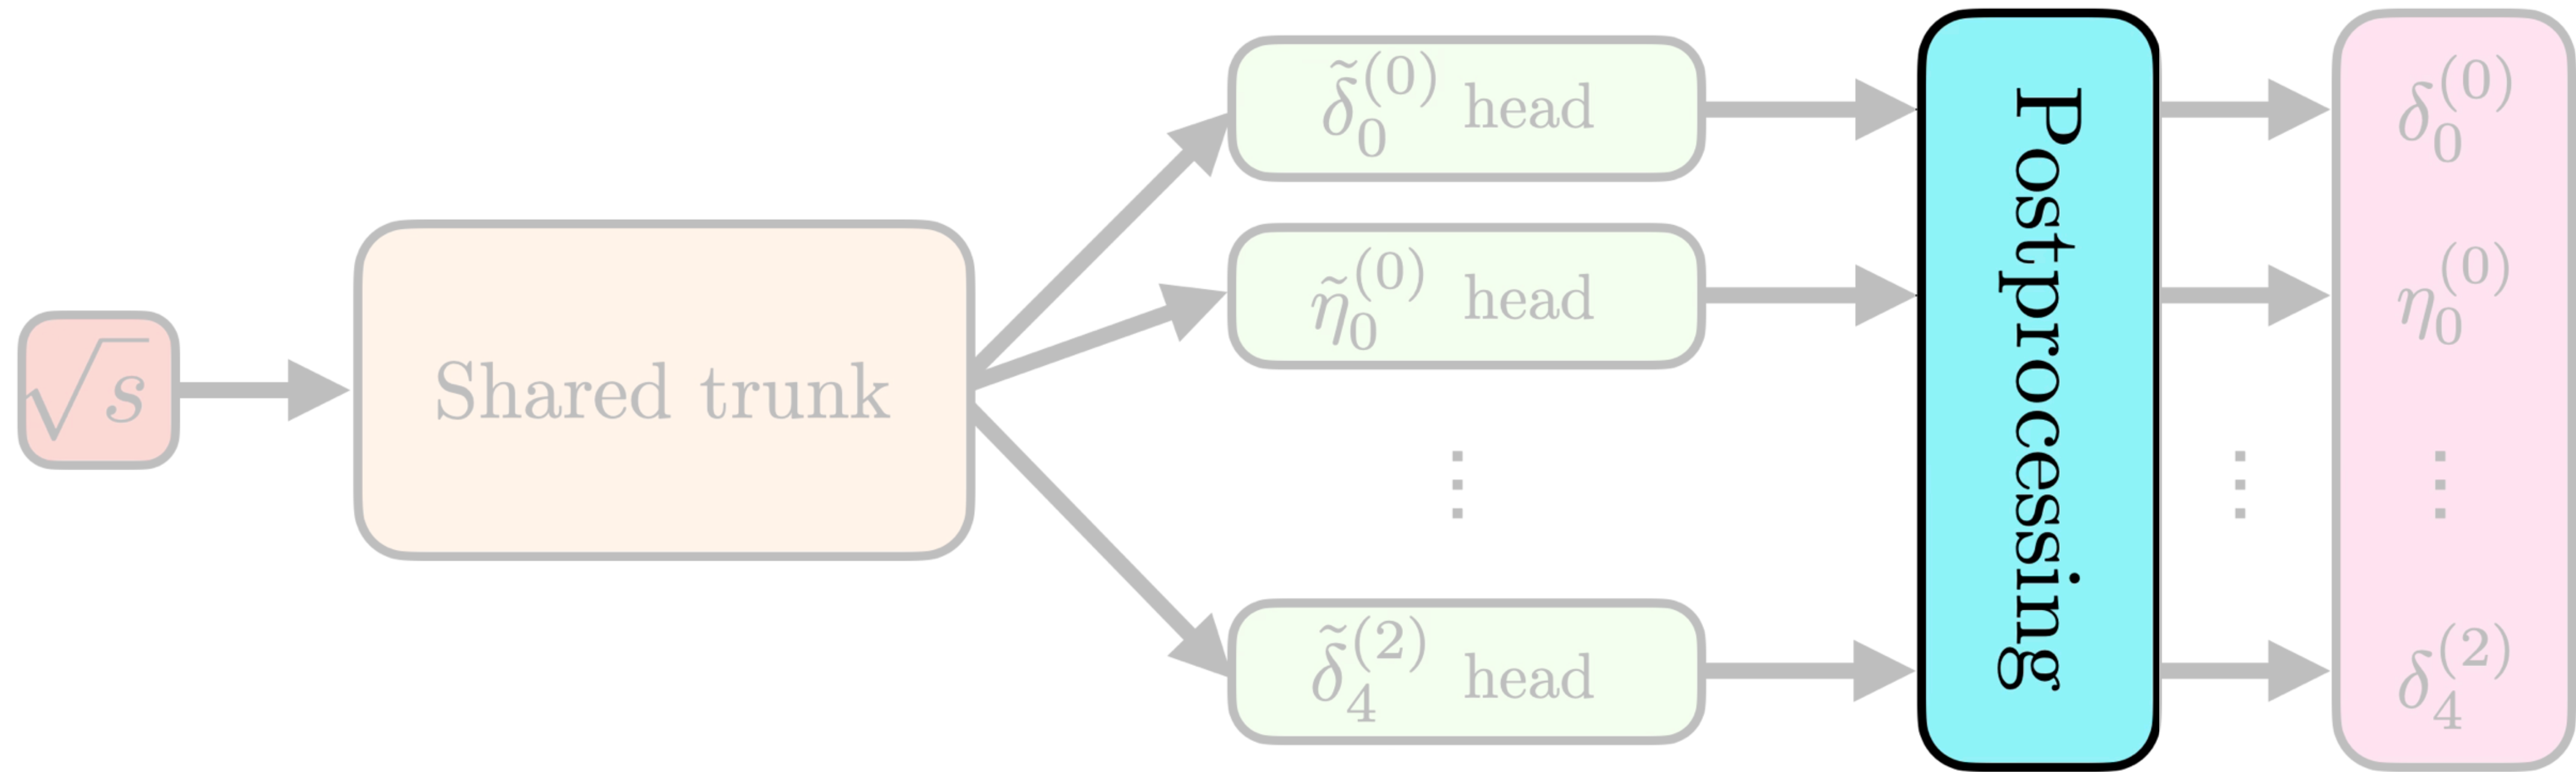 √s
Shared trunk
δ̃₀⁽⁰⁾ head
η̃₀⁽⁰⁾ head
⋮
δ̃₄⁽²⁾ head
Postprocessing
⋮
δ₀⁽⁰⁾
η₀⁽⁰⁾
⋮
δ₄⁽²⁾